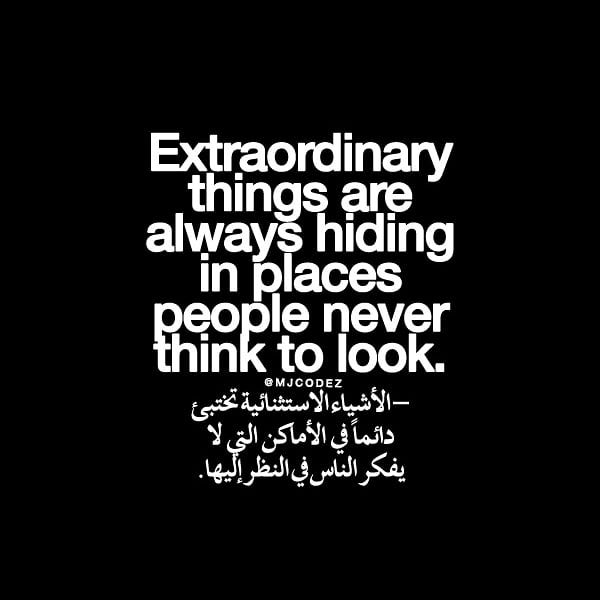 Extraordinary
things are
always hiding
in places
people never
think to look.
@MJCODEZ
—الأشياء الاستثنائية تختبئ
دائماً في الأماكن التي لا
يفكر الناس في النظر إليها.